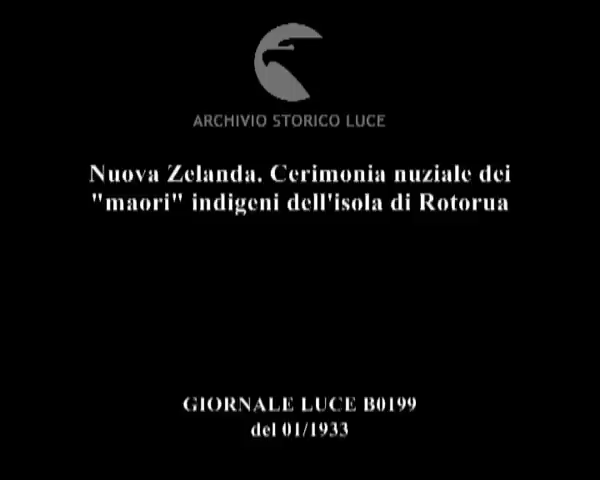 ARCHIVIO STORICO LUCE
Nuova Zelanda. Cerimonia nuziale dei
"maori" indigeni dell'isola di Rotorua
GIORNALE LUCE B0199
del 01/1933